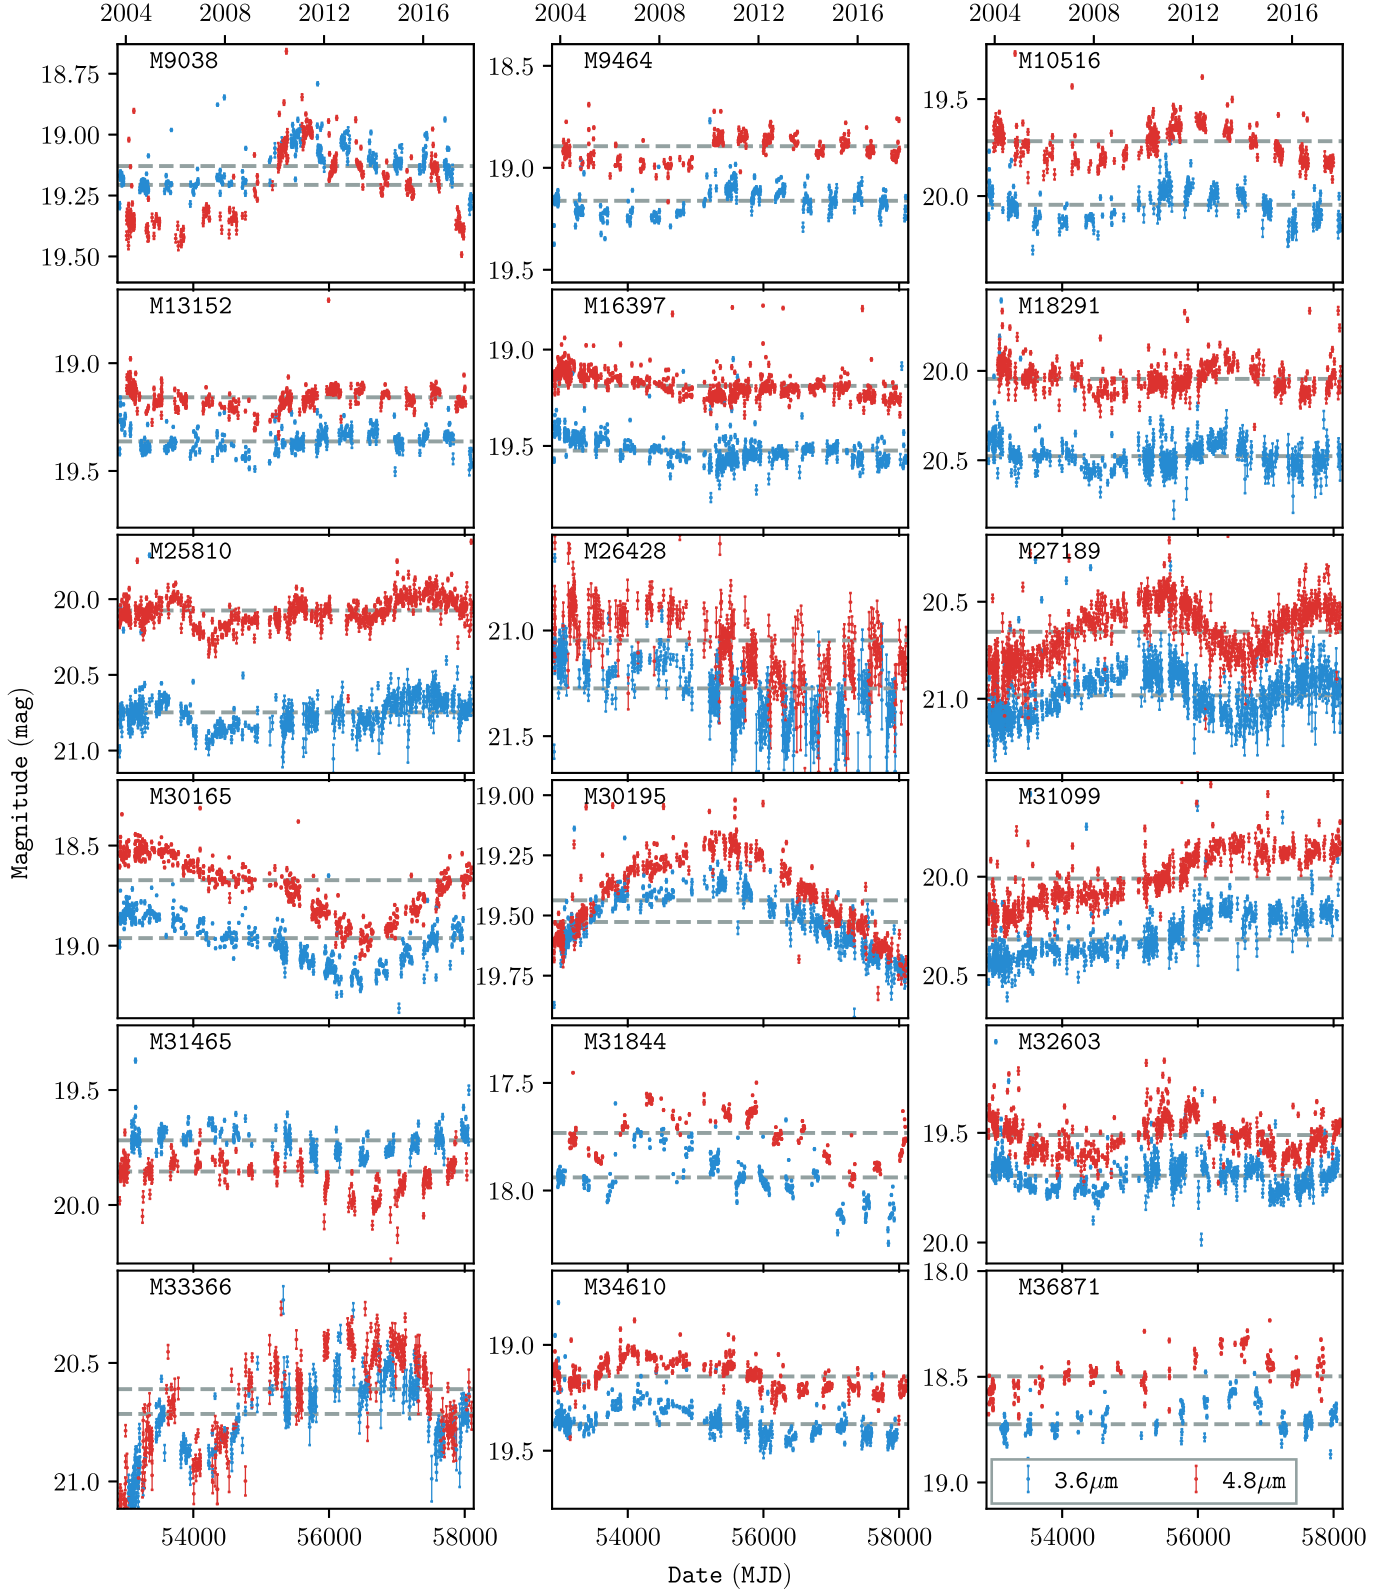 2004 2008 2012 2016 2004 2008 2012 2016 2004 2008 2012 2016
M9038 M9464 M10516
18.75 19.00 19.25 19.50
18.5 19.0 19.5
19.5 20.0
M13152 M16397 M18291
19.0 19.5
19.0 19.5
20.0 20.5
M25810 M26428 M27189
20.0 20.5 21.0
21.0 21.5
20.5 21.0
Magnitude (mag)
M30165 M30195 M31099
18.5 19.0
19.00 19.25 19.50 19.75
20.0 20.5
M31465 M31844 M32603
19.5 20.0
17.5 18.0
19.5 20.0
M33366 M34610 M36871
20.5 21.0
19.0 19.5
18.0 18.5 19.0
3.6μm 4.8μm
54000 56000 58000 54000 56000 58000 54000 56000 58000
Date (MJD)